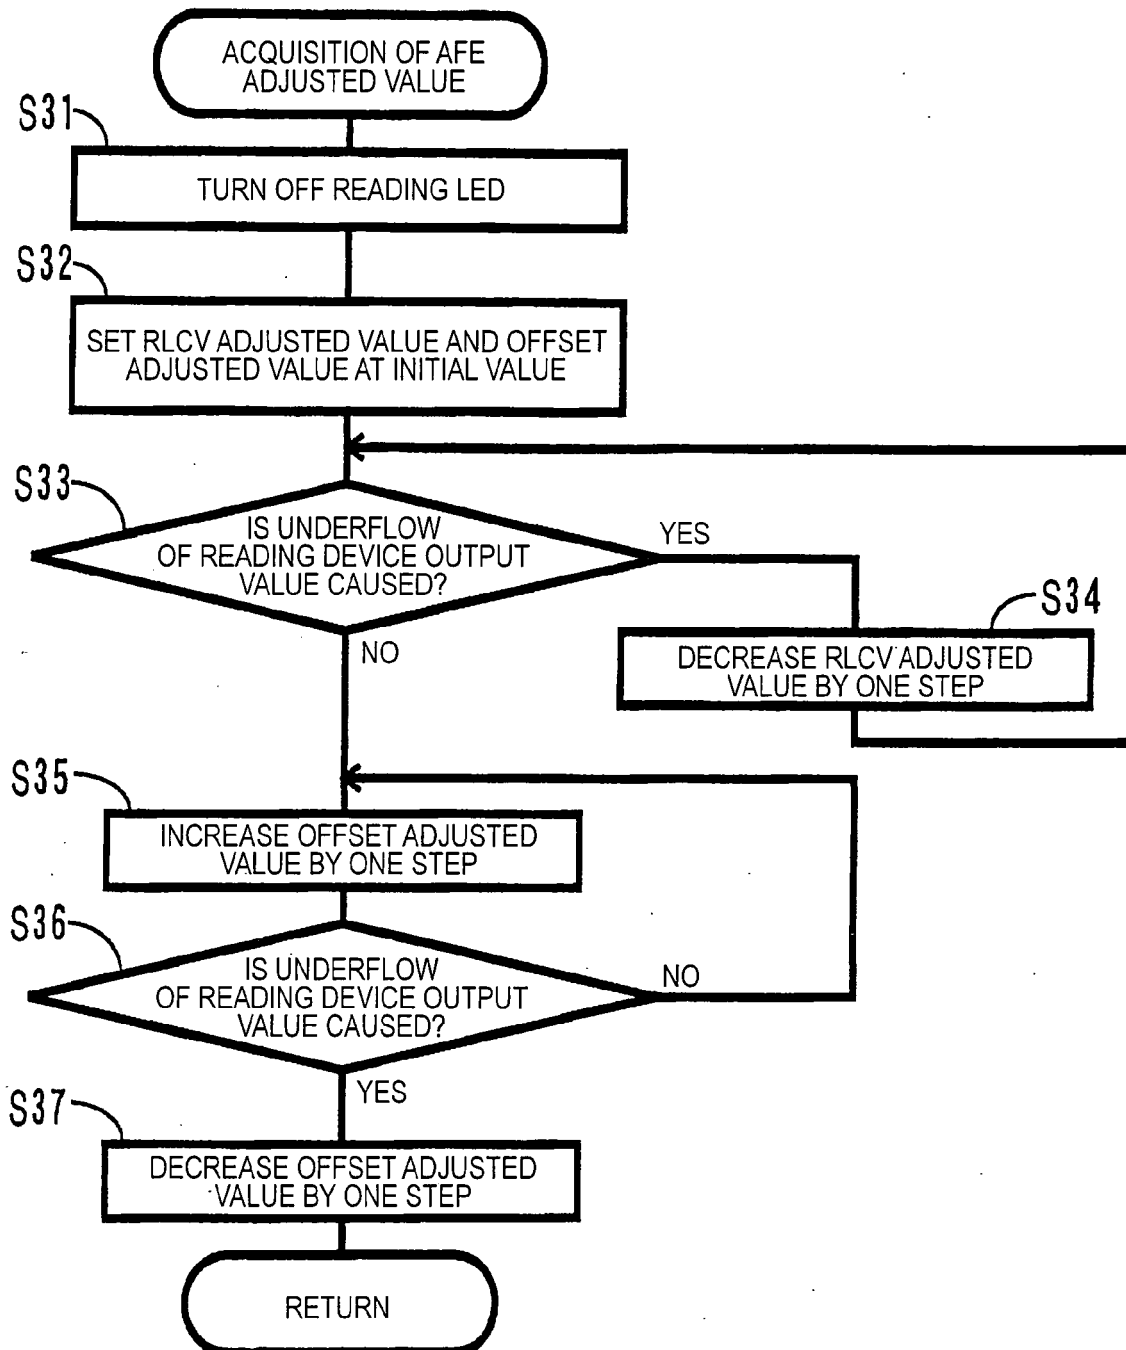 ACQUISITION OF AFE
ADJUSTED VALUE
S31
TURN OFF READING LED
S32
SET RLCV ADJUSTED VALUE AND OFFSET
ADJUSTED VALUE AT INITIAL VALUE
S33
IS UNDERFLOW
OF READING DEVICE OUTPUT
VALUE CAUSED?
YES
NO
S34
DECREASE RLCV ADJUSTED
VALUE BY ONE STEP
S35
INCREASE OFFSET ADJUSTED
VALUE BY ONE STEP
S36
IS UNDERFLOW
OF READING DEVICE OUTPUT
VALUE CAUSED?
NO
YES
S37
DECREASE OFFSET ADJUSTED
VALUE BY ONE STEP
RETURN